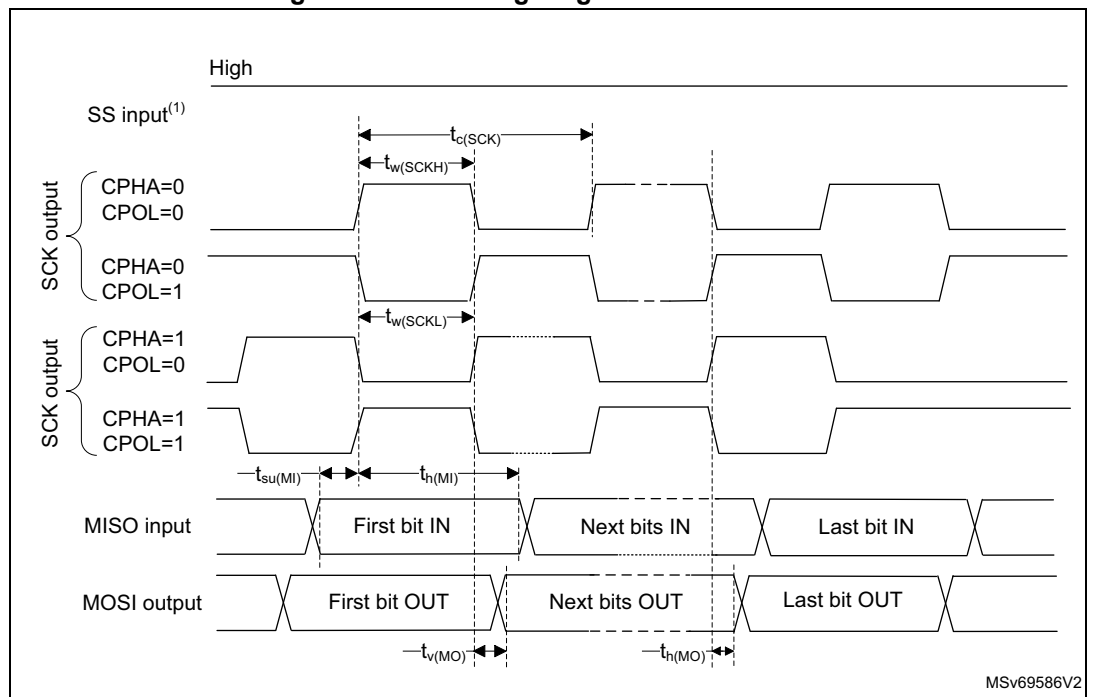 High
SS input(1)
tc(SCK)
tw(SCKH)
SCK output
CPHA=0
CPOL=0
CPHA=0
CPOL=1
tw(SCKL)
SCK output
CPHA=1
CPOL=0
CPHA=1
CPOL=1
tsu(MI)
th(MI)
MISO input
First bit IN
Next bits IN
Last bit IN
MOSI output
First bit OUT
Next bits OUT
Last bit OUT
tv(MO)
th(MO)
MSv69586V2